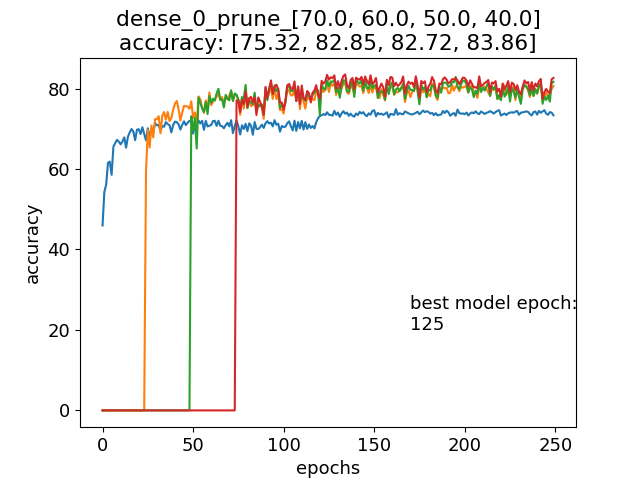 dense_0_prune_[70.0, 60.0, 50.0, 40.0]
accuracy: [75.32, 82.85, 82.72, 83.86]
80
60
40
20
0
accuracy
best model epoch:
125
0 50 100 150 200 250
epochs